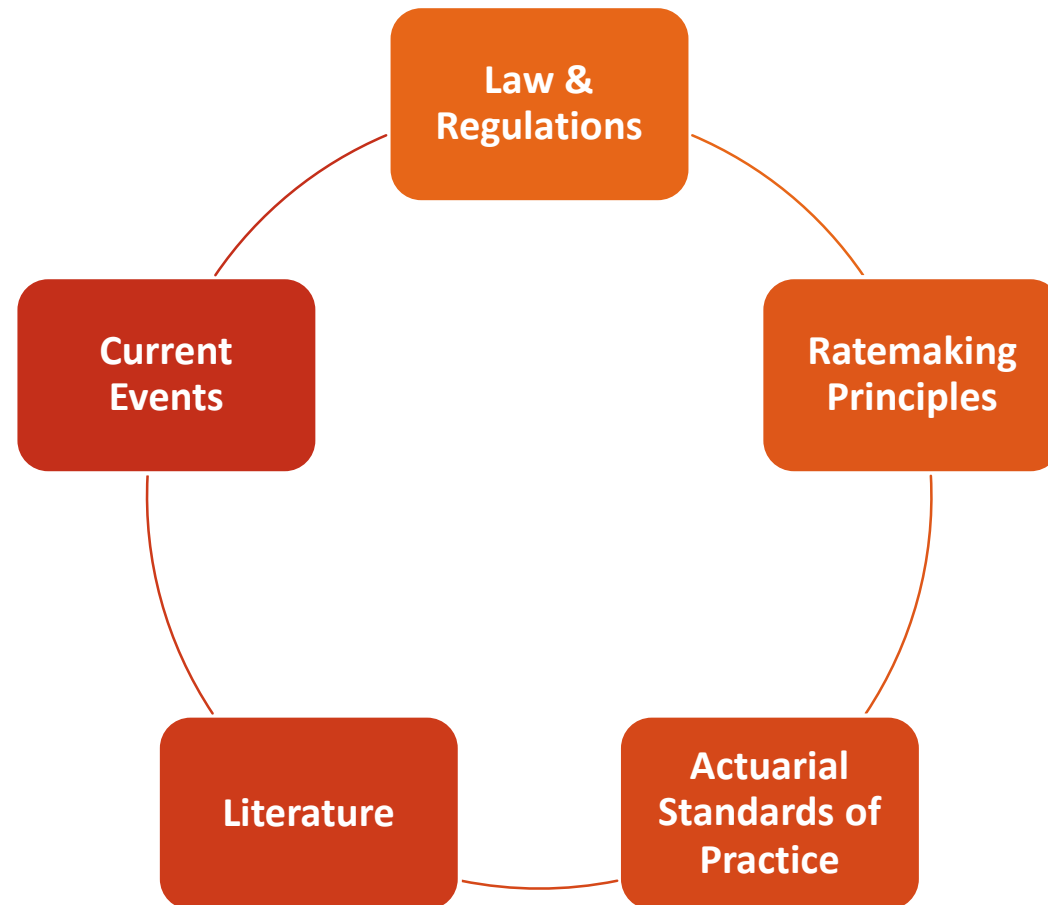 Law &
Regulations
Ratemaking
Principles
Actuarial
Standards of
Practice
Literature
Current
Events